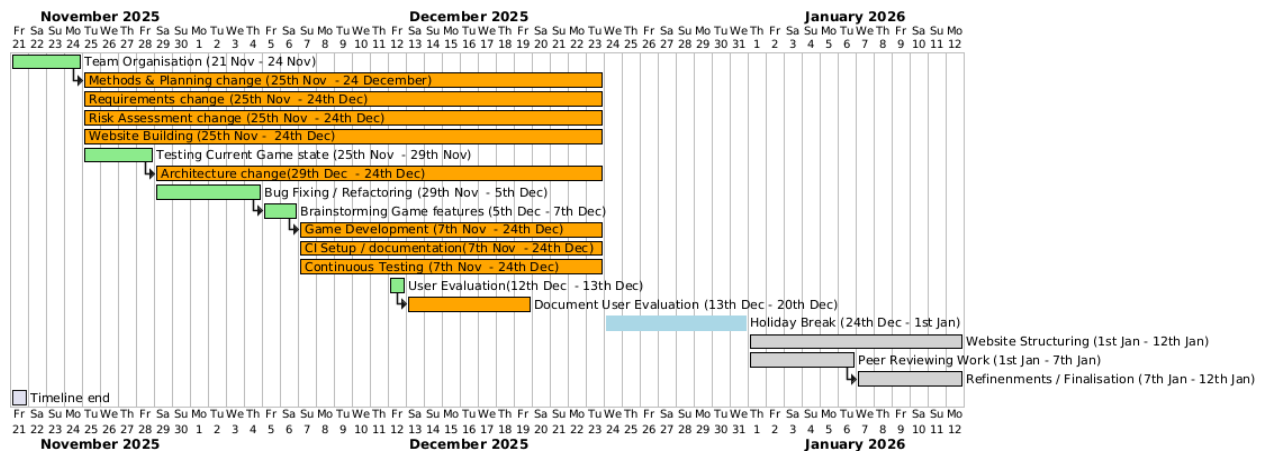 November 2025 December 2025 January 2026
Fr Sa Su Mo Tu We Th Fr Sa Su Mo Tu We Th Fr Sa Su Mo Tu We Th Fr Sa Su Mo Tu We Th Fr Sa Su Mo Tu We Th Fr Sa Su Mo Tu We Th Fr Sa Su Mo Tu We Th Fr Sa Su Mo
21 22 23 24 25 26 27 28 29 30 1 2 3 4 5 6 7 8 9 10 11 12 13 14 15 16 17 18 19 20 21 22 23 24 25 26 27 28 29 30 31 1 2 3 4 5 6 7 8 9 10 11 12
Team Organisation (21 Nov - 24 Nov)
Methods & Planning change (25th Nov - 24 December)
Requirements change (25th Nov - 24th Dec)
Risk Assessment change (25th Nov - 24th Dec)
Website Building (25th Nov - 24th Dec)
Testing Current Game state (25th Nov - 29th Nov)
Architecture change(29th Dec - 24th Dec)
Bug Fixing / Refactoring (29th Nov - 5th Dec)
Brainstorming Game features (5th Dec - 7th Dec)
Game Development (7th Nov - 24th Dec)
CI Setup / documentation(7th Nov - 24th Dec)
Continuous Testing (7th Nov - 24th Dec)
User Evaluation(12th Dec - 13th Dec)
Document User Evaluation (13th Dec - 20th Dec)
Holiday Break (24th Dec - 1st Jan)
Website Structuring (1st Jan - 12th Jan)
Peer Reviewing Work (1st Jan - 7th Jan)
Refinenments / Finalisation (7th Jan - 12th Jan)
Timeline end
Fr Sa Su Mo Tu We Th Fr Sa Su Mo Tu We Th Fr Sa Su Mo Tu We Th Fr Sa Su Mo Tu We Th Fr Sa Su Mo Tu We Th Fr Sa Su Mo Tu We Th Fr Sa Su Mo Tu We Th Fr Sa Su Mo
21 22 23 24 25 26 27 28 29 30 1 2 3 4 5 6 7 8 9 10 11 12 13 14 15 16 17 18 19 20 21 22 23 24 25 26 27 28 29 30 31 1 2 3 4 5 6 7 8 9 10 11 12
November 2025 December 2025 January 2026